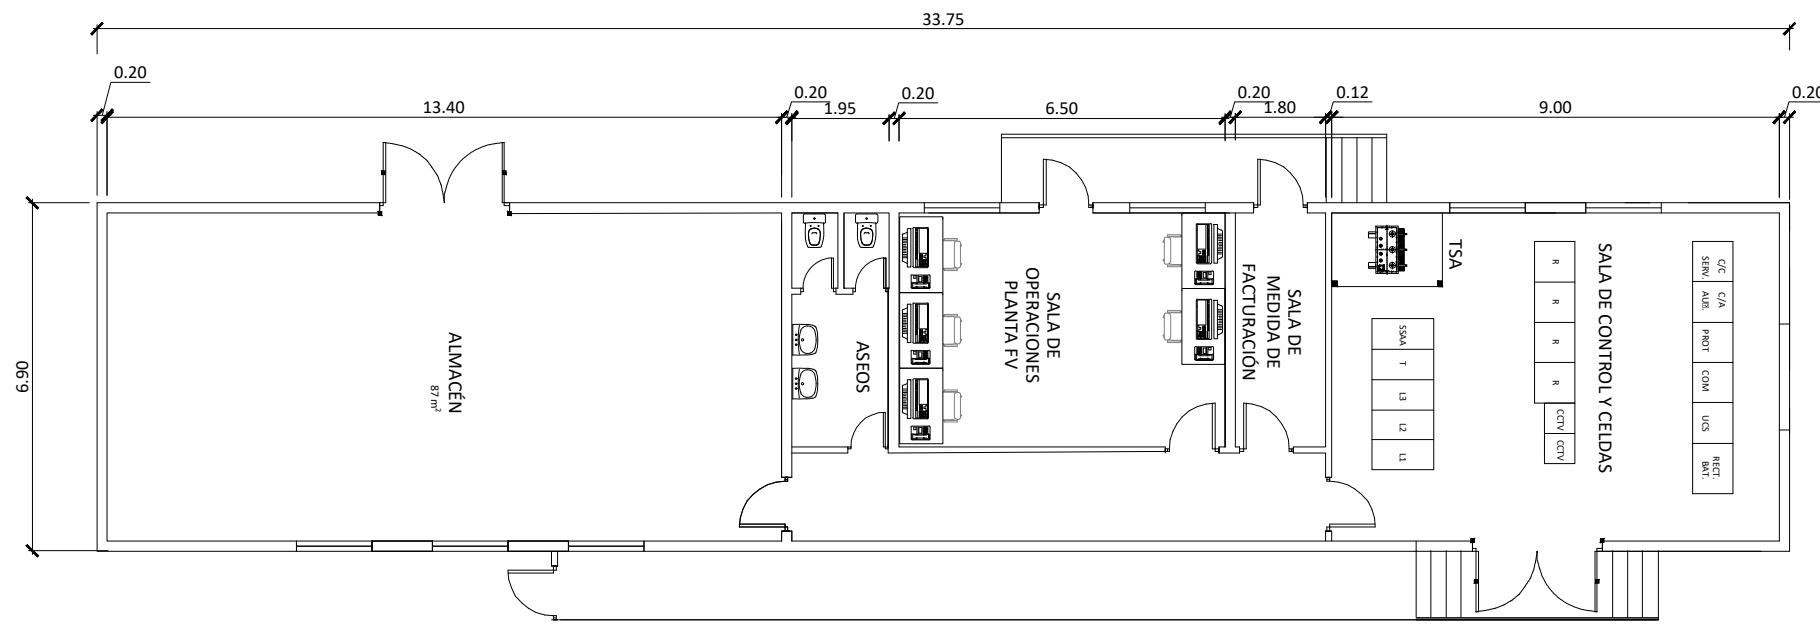 33.75
0.20
13.40
0.20
1.95
0.20
6.50
0.20
1.80
0.12
9.00
0.20
6.90
ALMACÉN
87 m²
ASEOS
SALA DE
OPERACIONES
PLANTA FV
SALA DE
MEDIDA DE
FACTURACIÓN
TSA
SSAA
T
L3
L2
L1
R
R
R
R
CCTV
CCTV
SALA DE CONTROL Y CELDAS
C/C
SERV.
C/A
AUX.
PROT
COM
UCS
RECT.
BAT.